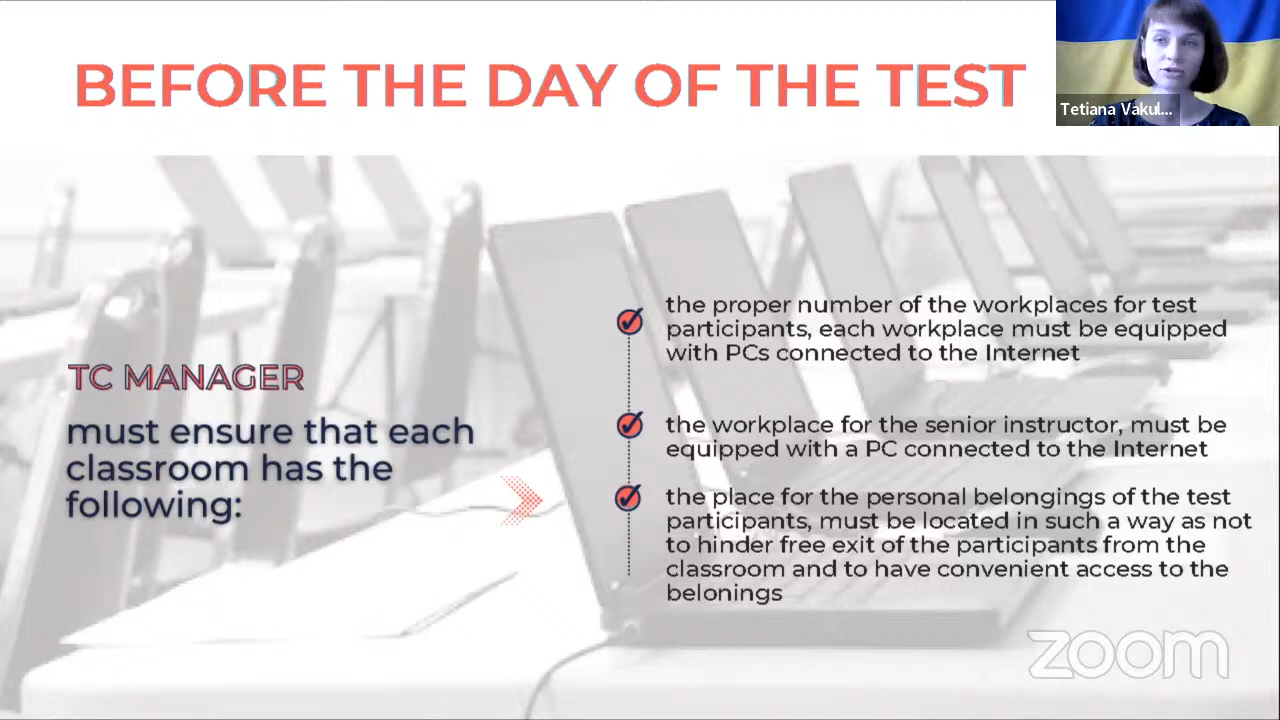 BEFORE THE DAY OF THE TEST
Tetiana Vakul...
TC MANAGER
must ensure that each
classroom has the
following:
the proper number of the workplaces for test
participants, each workplace must be equipped
with PCs connected to the Internet
the workplace for the senior instructor, must be
equipped with a PC connected to the Internet
the place for the personal belongings of the test
participants, must be located in such a way as not
to hinder free exit of the participants from the
classroom and to have convenient access to the
belonings
zoom